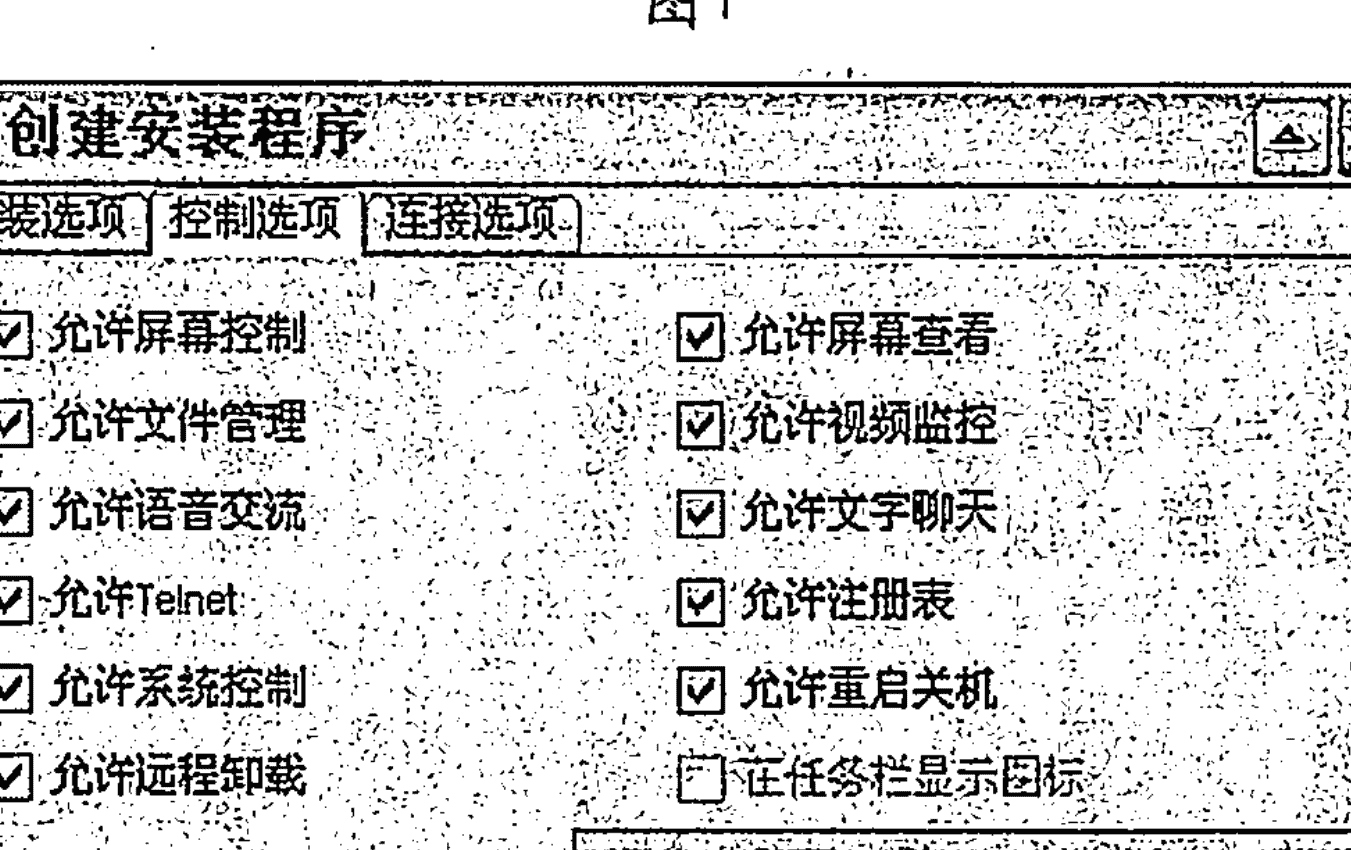 图1
创建安装程序
装选项 控制选项 连接选项
允许屏幕控制 允许屏幕查看
允许文件管理 允许视频监控
允许语音交流 允许文字聊天
允许Telnet 允许注册表
允许系统控制 允许重启关机
允许远程卸载 在任务栏显示图标